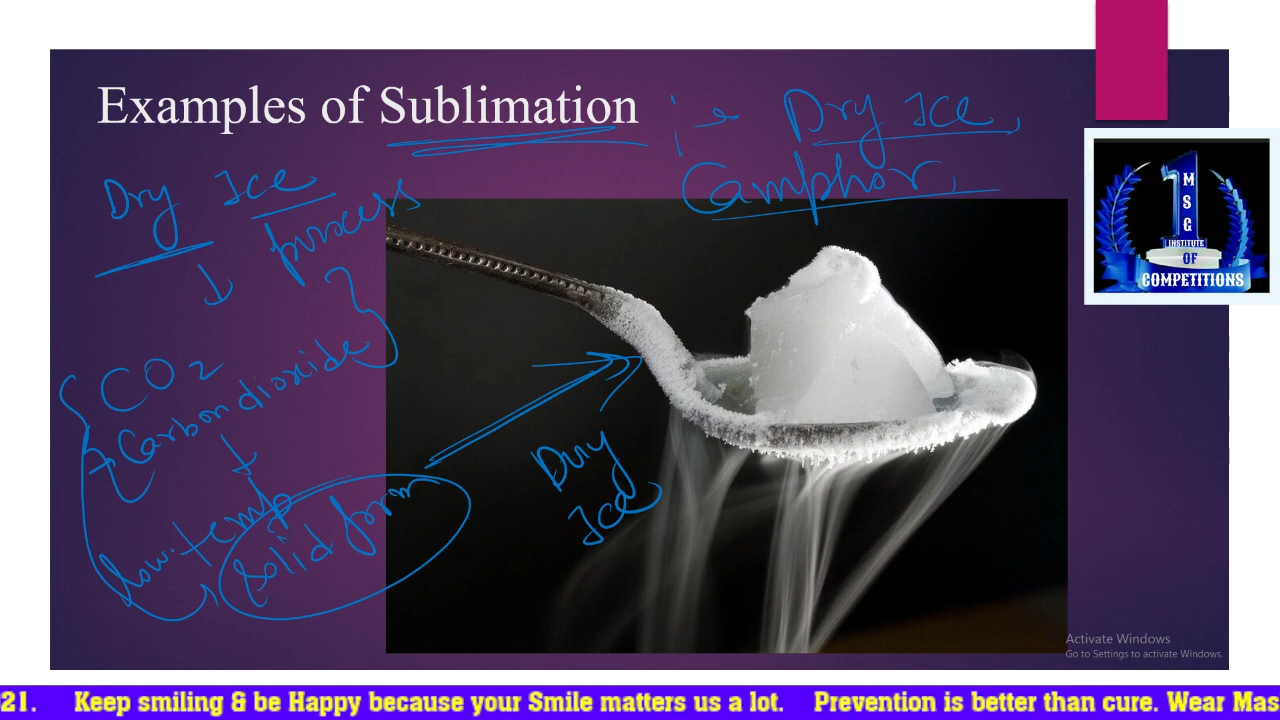 Examples of Sublimation
i→ Dry Ice,
Camphor,
Dry Ice
process
CO2
Carbon dioxide
low temp
solid form
Dry
Ice
1
MSG
INSTITUTE
OF
COMPETITIONS
Activate Windows
Go to Settings to activate Windows.
21. Keep smiling & be Happy because your Smile matters us a lot. Prevention is better than cure. Wear Mas